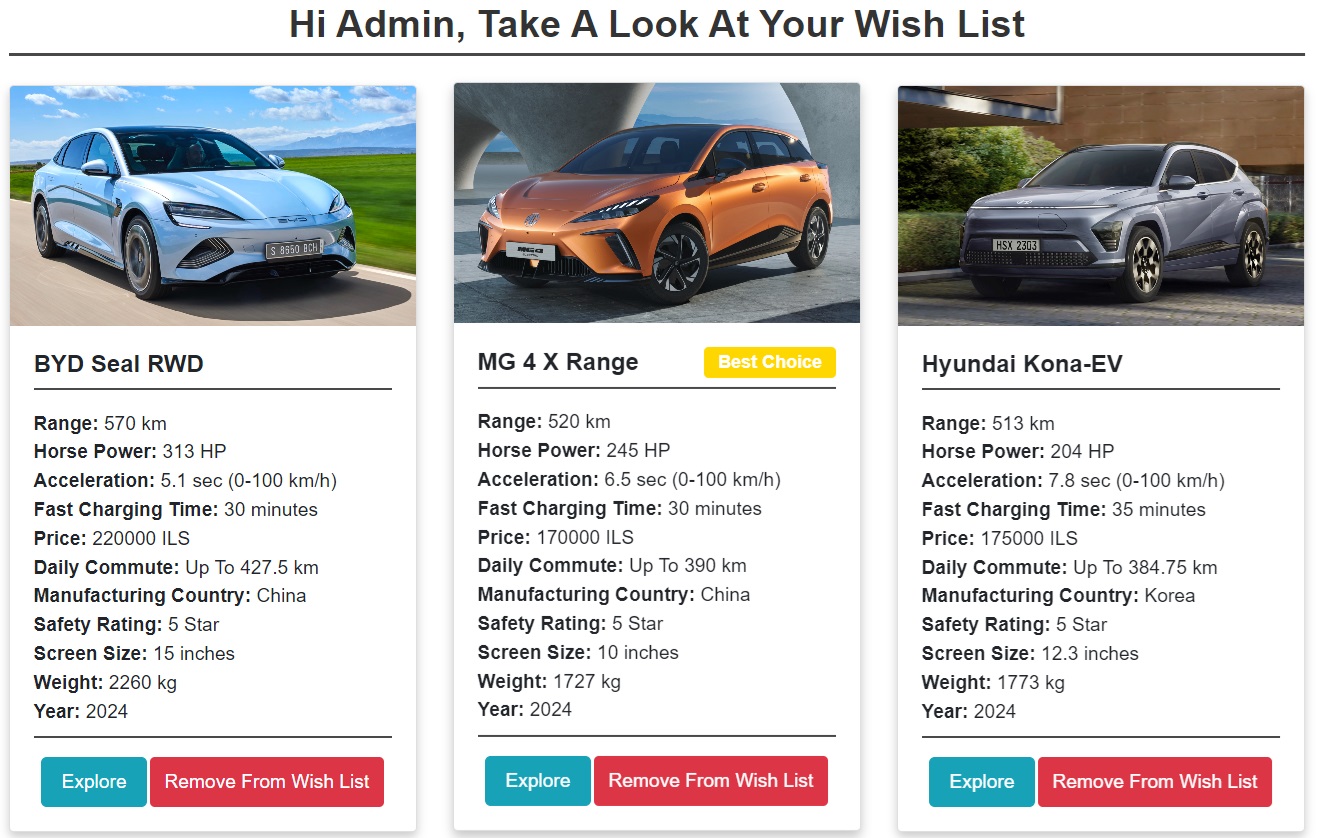 Hi Admin, Take A Look At Your Wish List
BYD
S 8650 BCH
BYD Seal RWD
Range: 570 km
Horse Power: 313 HP
Acceleration: 5.1 sec (0-100 km/h)
Fast Charging Time: 30 minutes
Price: 220000 ILS
Daily Commute: Up To 427.5 km
Manufacturing Country: China
Safety Rating: 5 Star
Screen Size: 15 inches
Weight: 2260 kg
Year: 2024
Explore
Remove From Wish List
MG4
MG 4 X Range
Best Choice
Range: 520 km
Horse Power: 245 HP
Acceleration: 6.5 sec (0-100 km/h)
Fast Charging Time: 30 minutes
Price: 170000 ILS
Daily Commute: Up To 390 km
Manufacturing Country: China
Safety Rating: 5 Star
Screen Size: 10 inches
Weight: 1727 kg
Year: 2024
Explore
Remove From Wish List
HSX 2303
Hyundai Kona-EV
Range: 513 km
Horse Power: 204 HP
Acceleration: 7.8 sec (0-100 km/h)
Fast Charging Time: 35 minutes
Price: 175000 ILS
Daily Commute: Up To 384.75 km
Manufacturing Country: Korea
Safety Rating: 5 Star
Screen Size: 12.3 inches
Weight: 1773 kg
Year: 2024
Explore
Remove From Wish List